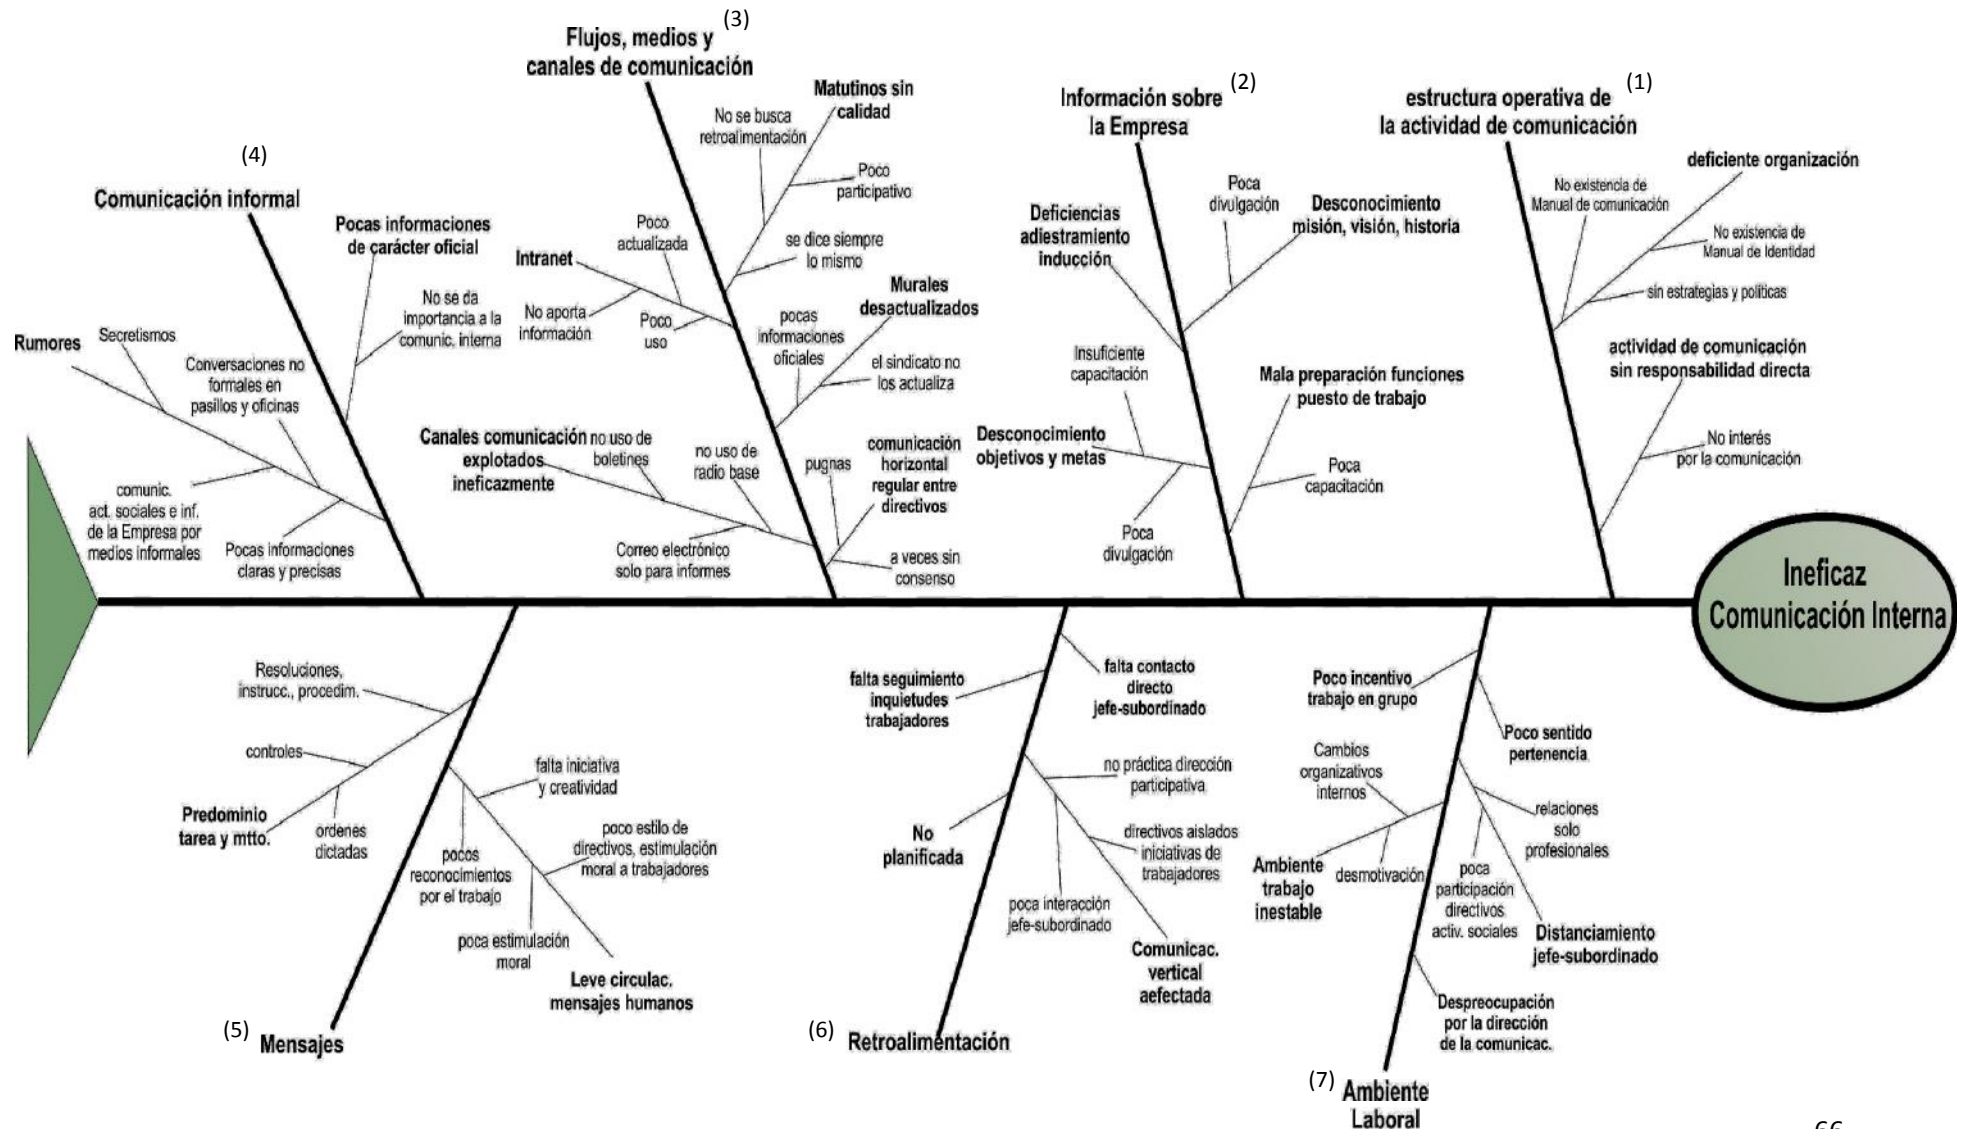 (3)
Flujos, medios y
canales de comunicación
Matutinos sin
calidad
No se busca
retroalimentación
Poco
participativo
se dice siempre
lo mismo
Intranet
Poco
actualizada
No aporta
información
Poco
uso
Murales
desactualizados
pocas
informaciones
oficiales
el sindicato no
los actualiza
Canales comunicación
explotados
ineficazmente
no uso de
boletines
no uso de
radio base
Correo electrónico
solo para informes
pugnas
comunicación
horizontal
regular entre
directivos
a veces sin
consenso
(2)
Información sobre
la Empresa
Poca
divulgación
Desconocimiento
misión, visión, historia
Deficiencias
adiestramiento
inducción
Insuficiente
capacitación
Desconocimiento
objetivos y metas
Poca
divulgación
Mala preparación funciones
puesto de trabajo
Poca
capacitación
(1)
estructura operativa de
la actividad de comunicación
deficiente organización
No existencia de
Manual de comunicación
No existencia de
Manual de Identidad
sin estrategias y políticas
actividad de comunicación
sin responsabilidad directa
No interés
por la comunicación
(4)
Comunicación informal
Pocas informaciones
de carácter oficial
No se da
importancia a la
comunic. interna
Rumores
Secretismos
Conversaciones no
formales en
pasillos y oficinas
comunic.
act. sociales e inf.
de la Empresa por
medios informales
Pocas informaciones
claras y precisas
Ineficaz
Comunicación Interna
Resoluciones,
instrucc., procedim.
controles
Predominio
tarea y mtto.
ordenes
dictadas
falta iniciativa
y creatividad
pocos
reconocimientos
por el trabajo
poco estilo de
directivos, estimulación
moral a trabajadores
poca estimulación
moral
Leve circulac.
mensajes humanos
(5)
Mensajes
falta seguimiento
inquietudes
trabajadores
falta contacto
directo
jefe-subordinado
no práctica dirección
participativa
No
planificada
directivos aislados
iniciativas de
trabajadores
poca interacción
jefe-subordinado
Comunicac.
vertical
aefectada
(6)
Retroalimentación
Poco incentivo
trabajo en grupo
Poco sentido
pertenencia
Cambios
organizativos
internos
relaciones
solo
profesionales
Ambiente
trabajo
inestable
desmotivación
poca
participación
directivos
activ. sociales
Distanciamiento
jefe-subordinado
Despreocupación
por la dirección
de la comunicac.
(7)
Ambiente
Laboral